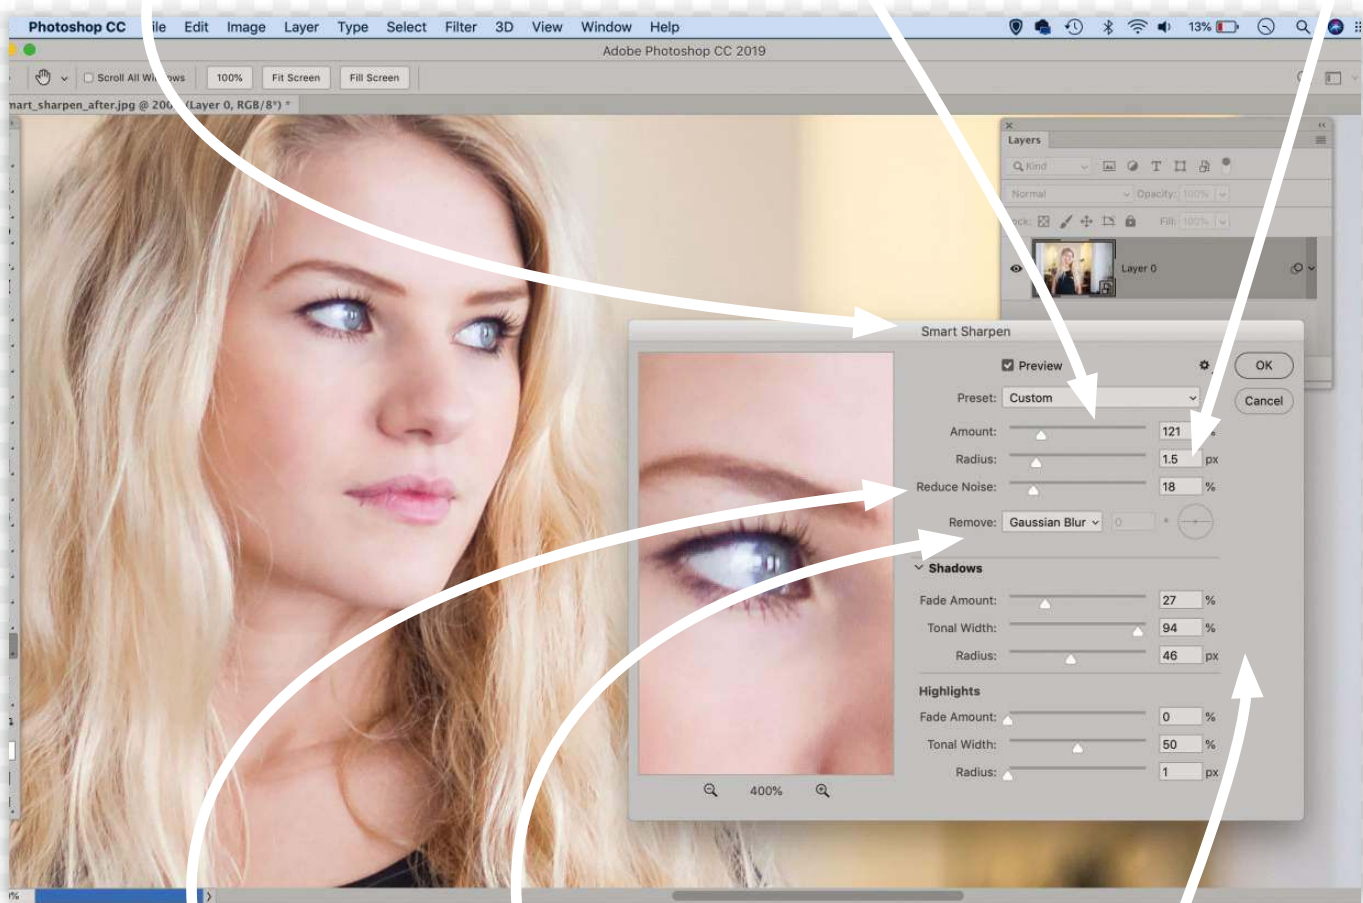 Photoshop CC ile Edit Image Layer Type Select Filter 3D View Window Help 13%
Adobe Photoshop CC 2019
Scroll All Windows 100% Fit Screen Fill Screen
mart_sharpen_after.jpg @ 200 (Layer 0, RGB/8*) *
Layers
Kind
Normal Opacity: 100%
ock: Fill: 100%
Layer 0
Smart Sharpen
Preview OK
Preset: Custom Cancel
Amount: 121 %
Radius: 1.5 px
Reduce Noise: 18 %
Remove: Gaussian Blur 0 °
Shadows
Fade Amount: 27 %
Tonal Width: 94 %
Radius: 46 px
Highlights
Fade Amount: 0 %
Tonal Width: 50 %
Radius: 1 px
400%